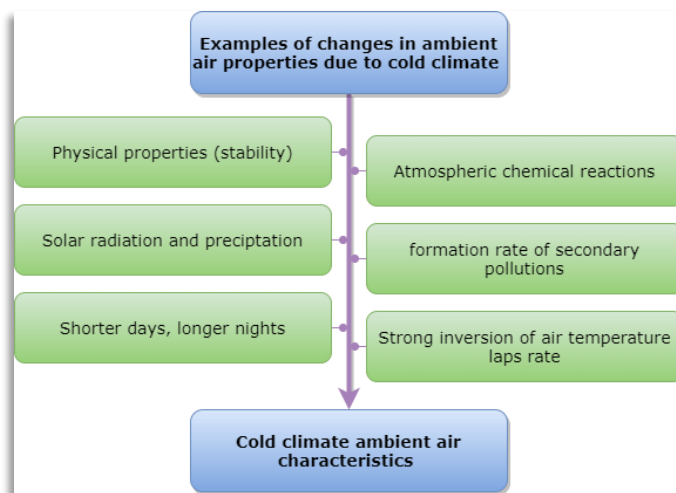 Examples of changes in ambient
air properties due to cold climate
Physical properties (stability)
Atmospheric chemical reactions
Solar radiation and preciptation
formation rate of secondary
pollutions
Shorter days, longer nights
Strong inversion of air temperature
laps rate
Cold climate ambient air
characteristics